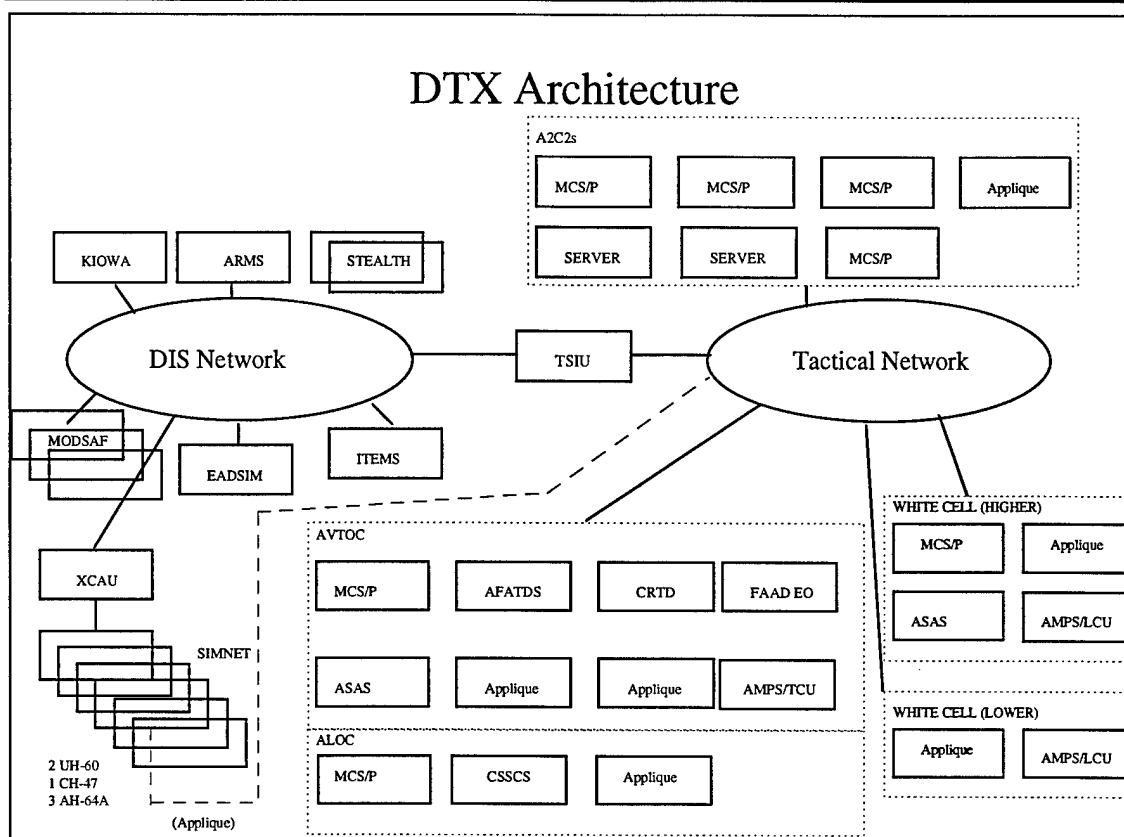 DTX Architecture
A2C2s
MCS/P
MCS/P
MCS/P
Applique
SERVER
SERVER
MCS/P
KIOWA
ARMS
STEALTH
DIS Network
TSIU
Tactical Network
MODSAF
EADSIM
ITEMS
XCAU
SIMNET
2 UH-60
1 CH-47
3 AH-64A
(Applique)
AVTOC
MCS/P
AFATDS
CRTD
FAAD EO
ASAS
Applique
Applique
AMPS/TCU
ALOC
MCS/P
CSSCS
Applique
WHITE CELL (HIGHER)
MCS/P
Applique
ASAS
AMPS/LCU
WHITE CELL (LOWER)
Applique
AMPS/LCU